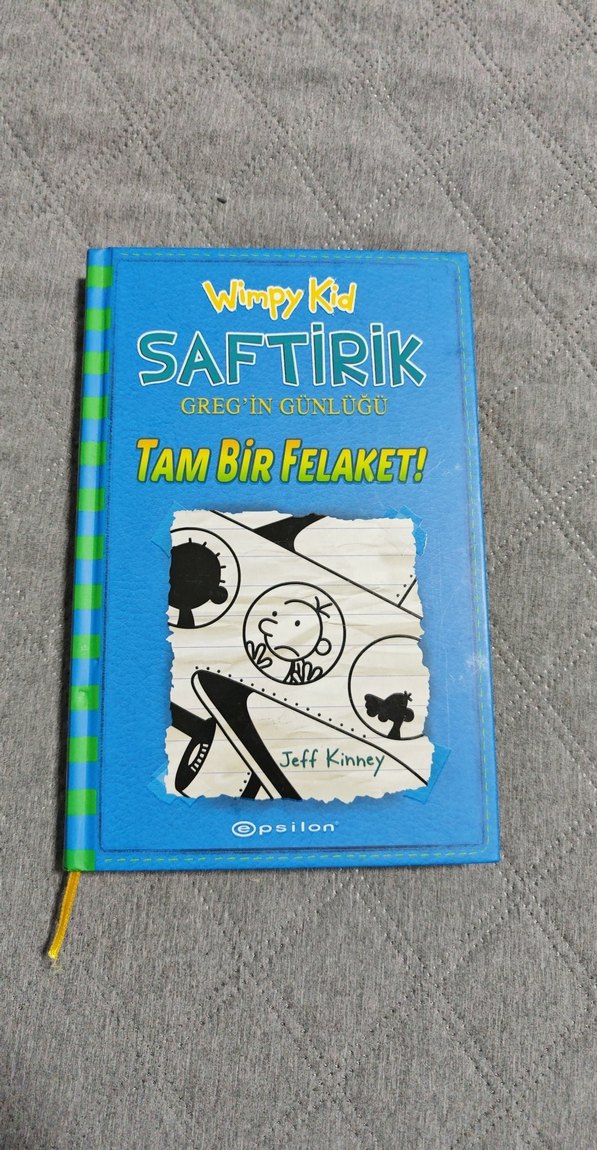 Wimpy Kid
SAFTİRİK
GREG'İN GÜNLÜĞÜ
TAM BİR FELAKET!
Jeff Kinney
epsilon